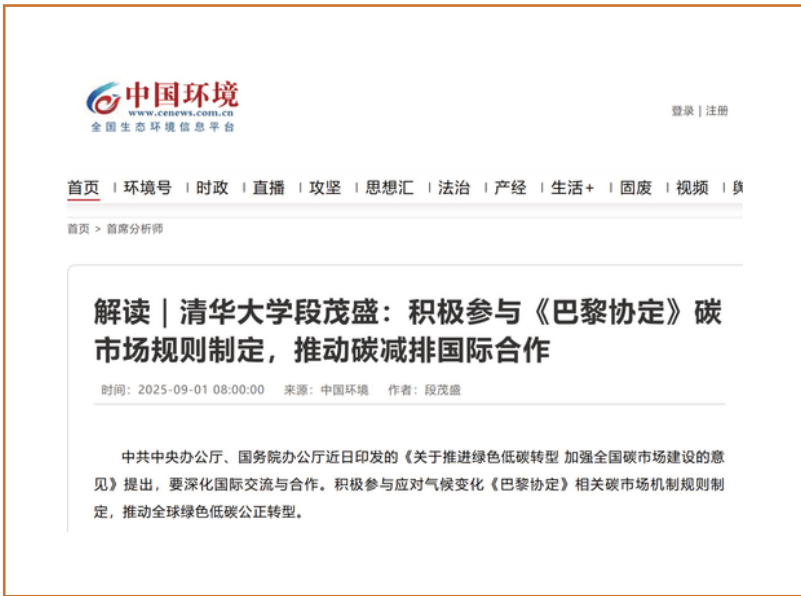 中国环境
www.cenews.com.cn
全国生态环境信息平台
登录 | 注册
首页 | 环境号 | 时政 | 直播 | 攻坚 | 思想汇 | 法治 | 产经 | 生活+ | 固废 | 视频 |
首页 > 首席分析师
解读｜清华大学段茂盛：积极参与《巴黎协定》碳
市场规则制定，推动碳减排国际合作
时间：2025-09-01 08:00:00 来源：中国环境 作者：段茂盛
中共中央办公厅、国务院办公厅近日印发的《关于推进绿色低碳转型 加强全国碳市场建设的意
见》提出，要深化国际交流与合作。积极参与应对气候变化《巴黎协定》相关碳市场机制规则制
定，推动全球绿色低碳公正转型。